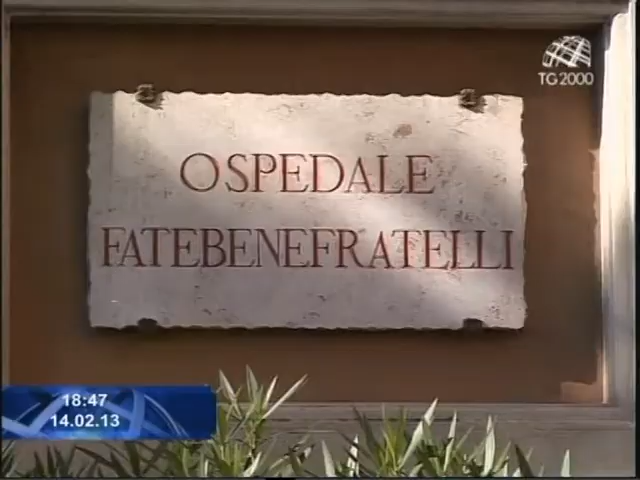 TG2000
OSPEDALE
FATEBENEFRATELLI
18:47
14.02.13